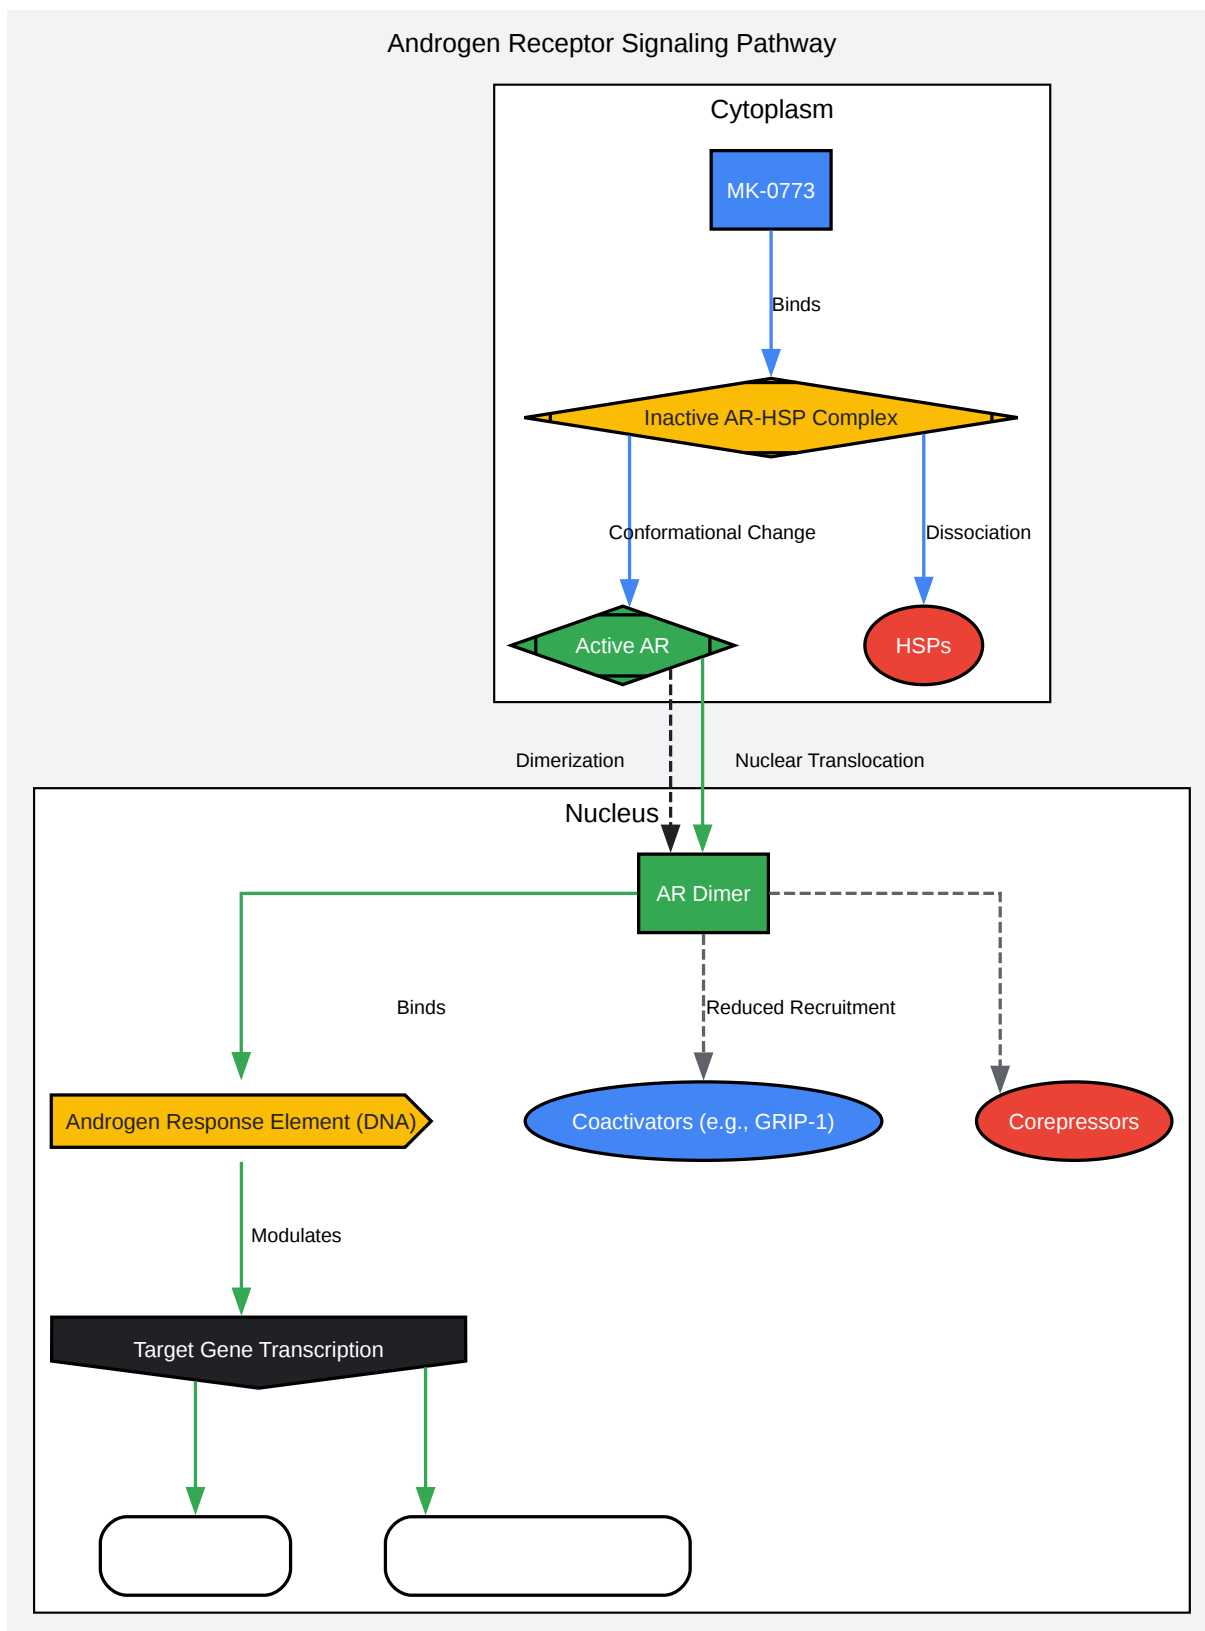 Androgen Receptor Signaling Pathway
Cytoplasm
MK-0773
Binds
Inactive AR-HSP Complex
Conformational Change
Dissociation
Active AR
HSPs
Dimerization
Nuclear Translocation
Nucleus
AR Dimer
Binds
Reduced Recruitment
Androgen Response Element (DNA)
Coactivators (e.g., GRIP-1)
Corepressors
Modulates
Target Gene Transcription